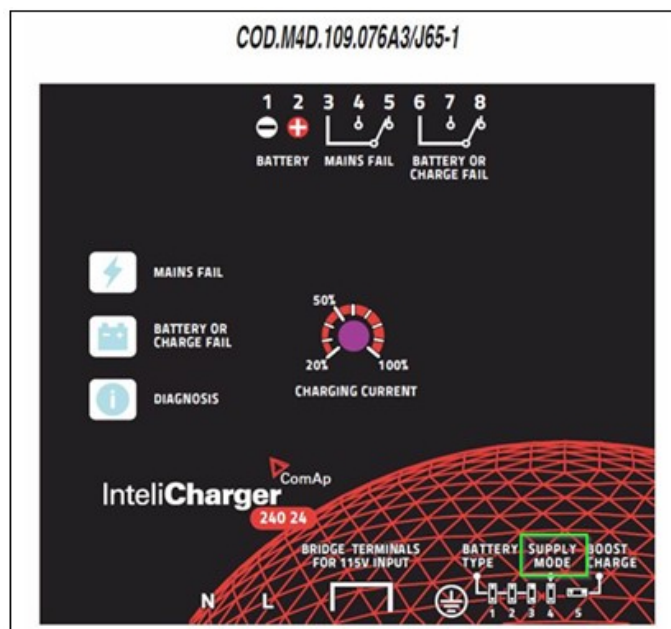 COD.M4D.109.076A3/J65-1
1 2 3 4 5 6 7 8
BATTERY MAINS FAIL BATTERY OR
CHARGE FAIL
MAINS FAIL
50%
BATTERY OR
CHARGE FAIL
20% 100%
CHARGING CURRENT
DIAGNOSIS
ComAp
InteliCharger
240 24
BRIDGE TERMINALS
FOR 115V INPUT
BATTERY SUPPLY BOOST
TYPE MODE CHARGE
N L
1 2 3 4 5